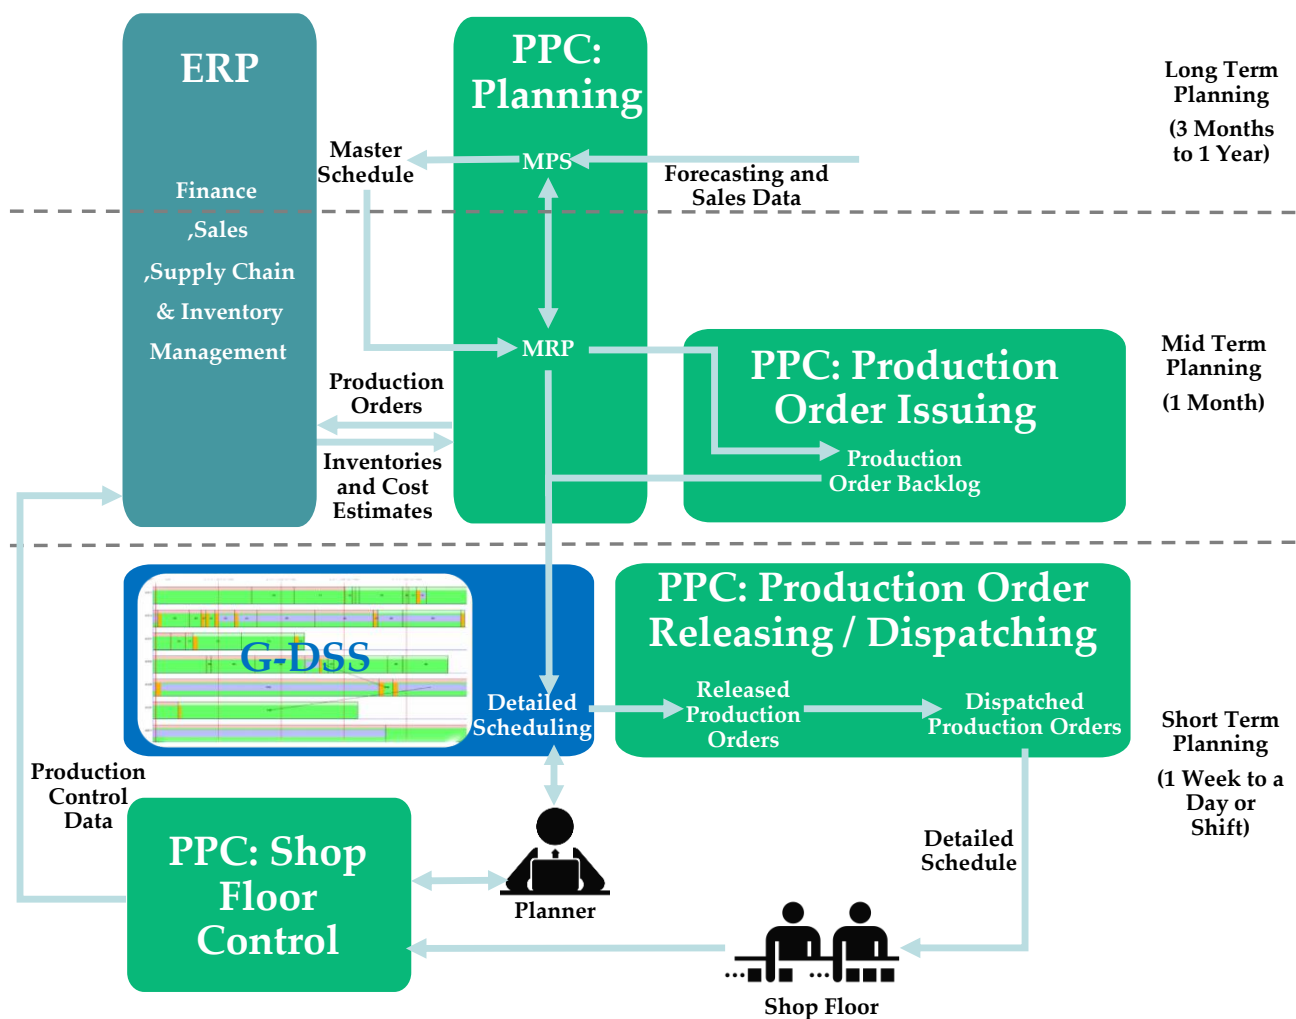 ERP
Finance
,Sales
,Supply Chain
& Inventory
Management
PPC:
Planning
MPS
MRP
Master
Schedule
Forecasting and
Sales Data
Long Term
Planning
(3 Months
to 1 Year)
Production
Orders
Inventories
and Cost
Estimates
PPC: Production
Order Issuing
Production
Order Backlog
Mid Term
Planning
(1 Month)
G-DSS
Detailed
Scheduling
PPC: Production Order
Releasing / Dispatching
Released
Production
Orders
Dispatched
Production Orders
Short Term
Planning
(1 Week to a
Day or
Shift)
Production
Control
Data
PPC: Shop
Floor
Control
Planner
Detailed
Schedule
Shop Floor